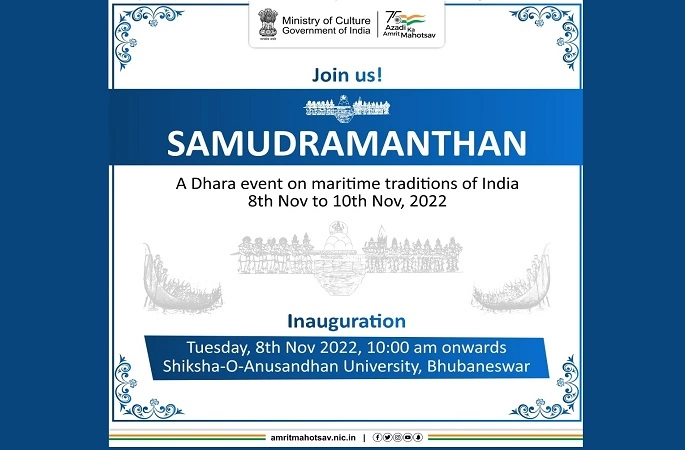 Ministry of Culture
Government of India
75
Azadi Ka
Amrit Mahotsav
Join us!
SAMUDRAMANTHAN
A Dhara event on maritime traditions of India
8th Nov to 10th Nov, 2022
Inauguration
Tuesday, 8th Nov 2022, 10:00 am onwards
Shiksha-O-Anusandhan University, Bhubaneswar
amritmahotsav.nic.in |